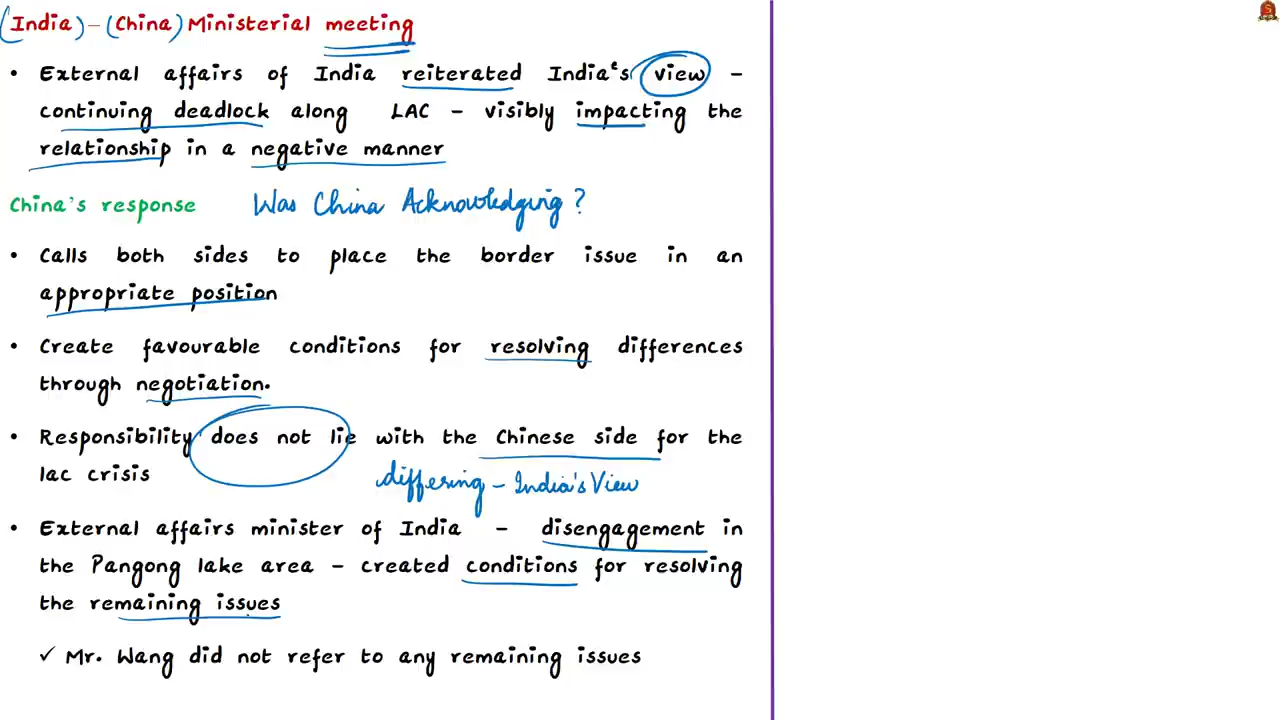 (India)-(China) Ministerial meeting
• External affairs of India reiterated India's view -
continuing deadlock along LAC - visibly impacting the
relationship in a negative manner
China's response Was China Acknowledging?
• Calls both sides to place the border issue in an
appropriate position
• Create favourable conditions for resolving differences
through negotiation.
• Responsibility does not lie with the Chinese side for the
lac crisis differing - India's View
• External affairs minister of India - disengagement in
the Pangong lake area - created conditions for resolving
the remaining issues
✓ Mr. Wang did not refer to any remaining issues